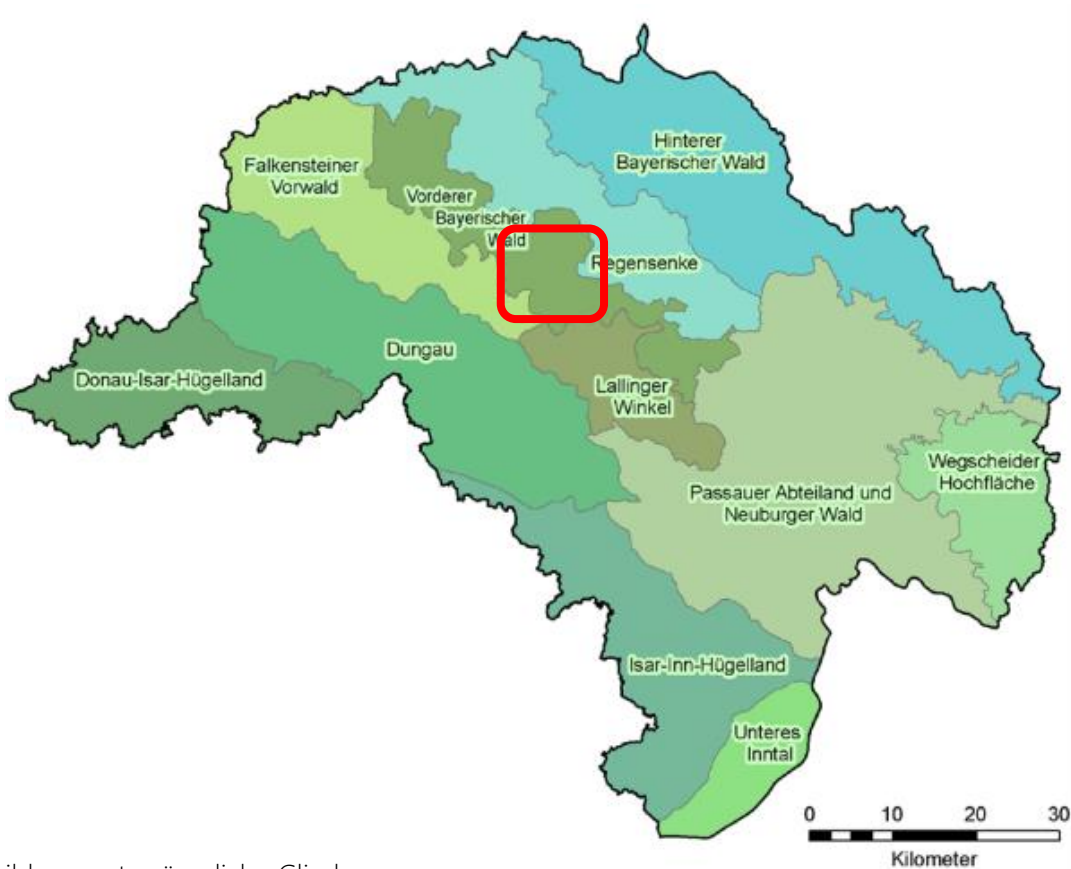 Hinterer
Bayerischer Wald
Falkensteiner
Vorwald
Vorderer
Bayerischer
Wald
Regensenke
Dungau
Donau-Isar-Hügelland
Lallinger
Winkel
Wegscheider
Hochfläche
Passauer Abteiland und
Neuburger Wald
Isar-Inn-Hügelland
Unteres
Inntal
0 10 20 30
Kilometer